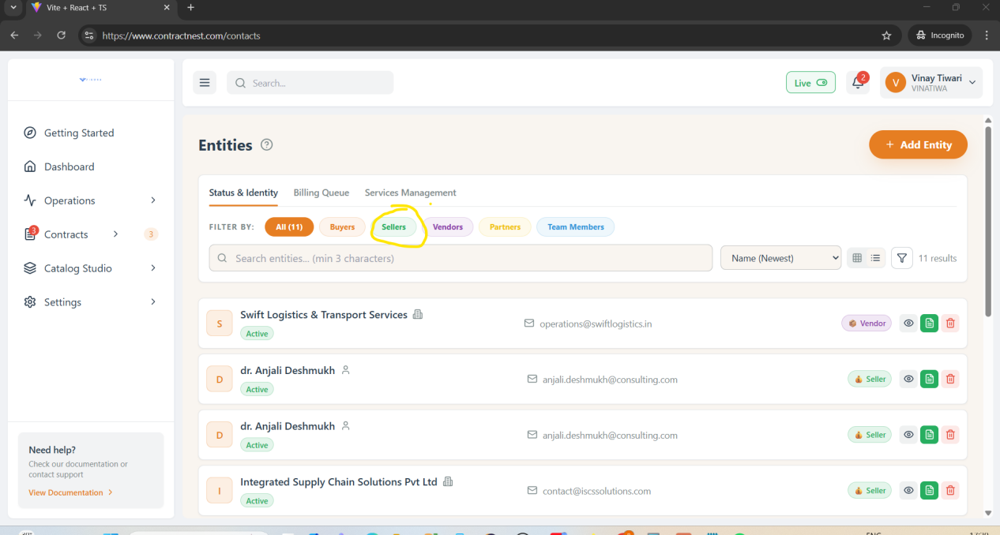 Vite + React + TS
https://www.contractnest.com/contacts
Incognito
Search...
Live
2
V
Vinay Tiwari
VINATIWA
Getting Started
Dashboard
Operations
3
Contracts
3
Catalog Studio
Settings
Need help?
Check our documentation or
contact support
View Documentation
Entities
+ Add Entity
Status & Identity
Billing Queue
Services Management
FILTER BY:
All (11)
Buyers
Sellers
Vendors
Partners
Team Members
Search entities... (min 3 characters)
Name (Newest)
11 results
S
Swift Logistics & Transport Services
Active
operations@swiftlogistics.in
Vendor
D
dr. Anjali Deshmukh
Active
anjali.deshmukh@consulting.com
Seller
D
dr. Anjali Deshmukh
Active
anjali.deshmukh@consulting.com
Seller
I
Integrated Supply Chain Solutions Pvt Ltd
Active
contact@iscssolutions.com
Seller